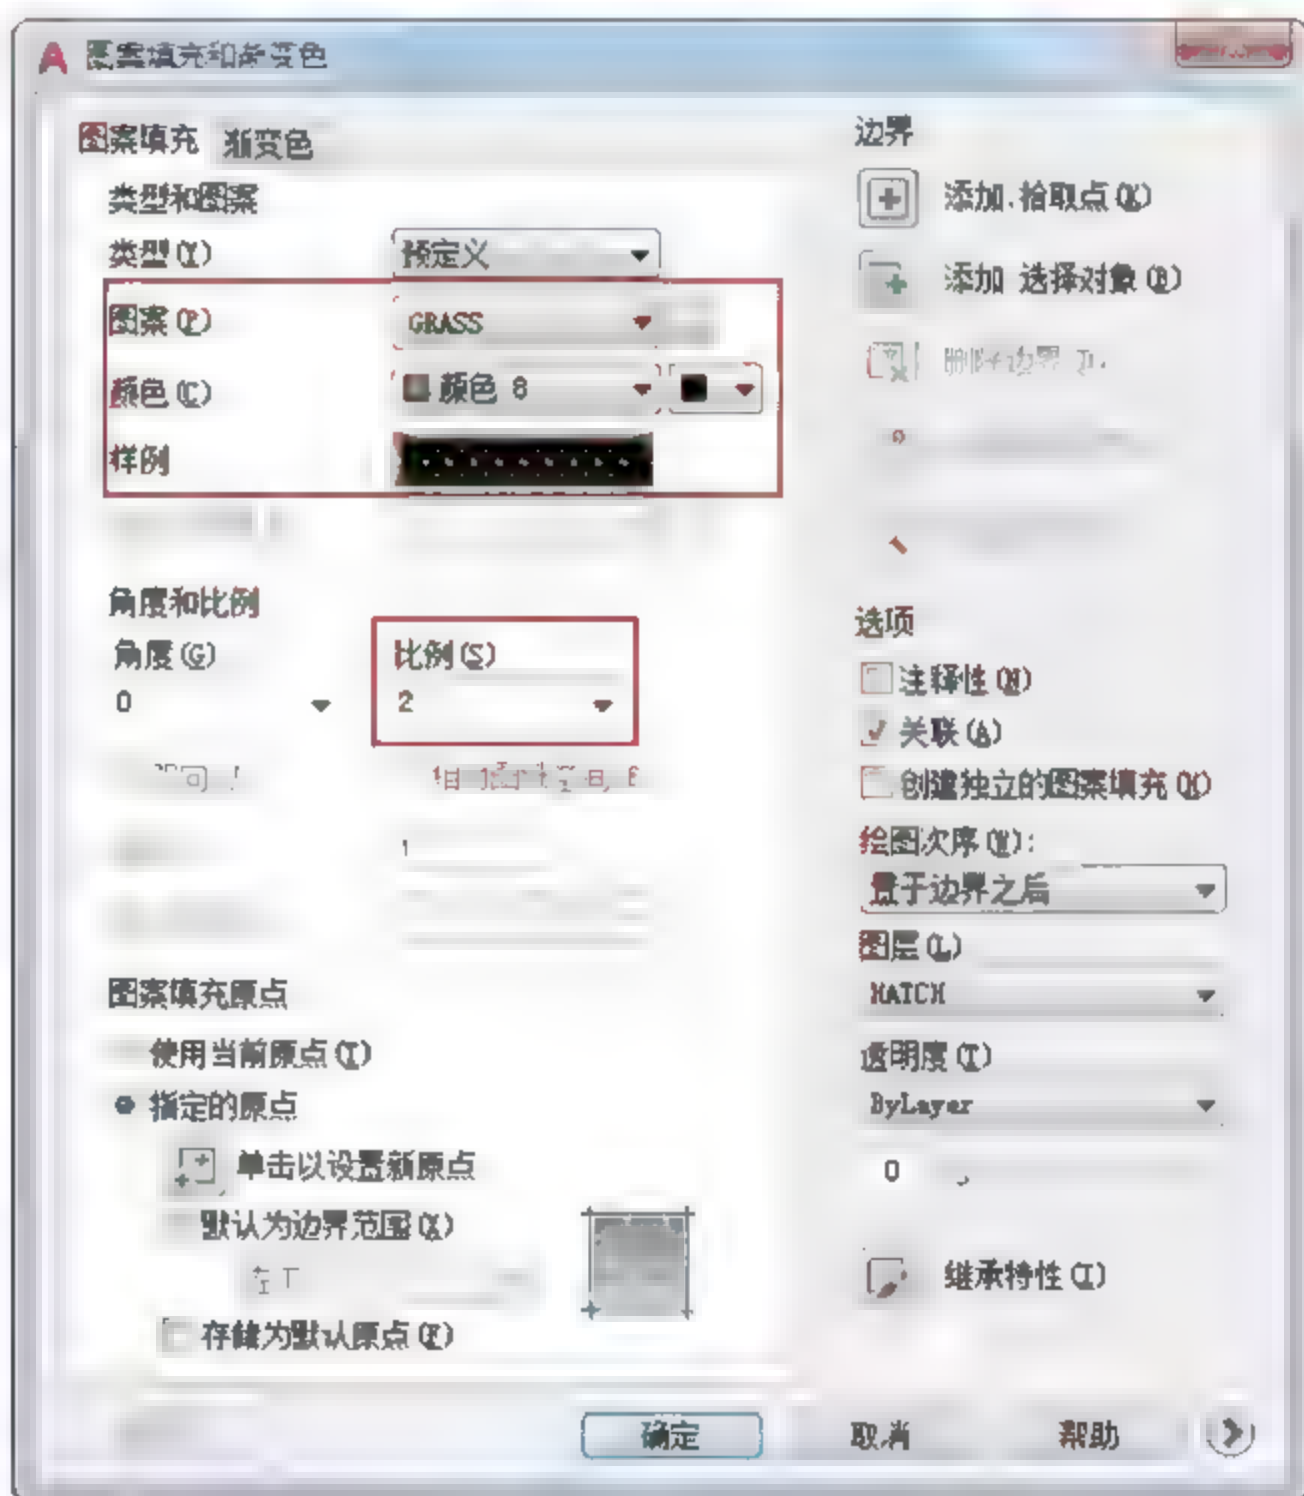 图案填充和渐变色
图案填充 渐变色
类型和图案
类型(Y) 预定义
图案(P) GRASS
颜色(C) 颜色 8
样例
角度和比例
角度(G) 比例(S)
0 2
1
图案填充原点
使用当前原点(T)
指定的原点
单击以设置新原点
默认为边界范围(X)
存储为默认原点(F)
边界
添加:拾取点(K)
添加:选择对象(B)
删除边界
选项
注释性(N)
关联(A)
创建独立的图案填充(H)
绘图次序(W):
置于边界之后
图层(L)
HATCH
透明度(T)
ByLayer
0
继承特性(I)
确定 取消 帮助